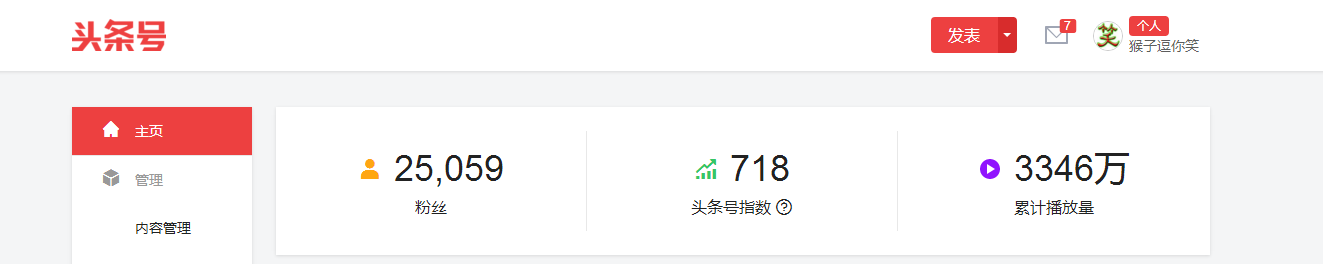 头条号
发表
7
笑
个人
猴子逗你笑
主页
管理
内容管理
25,059
粉丝
718
头条号指数
3346万
累计播放量